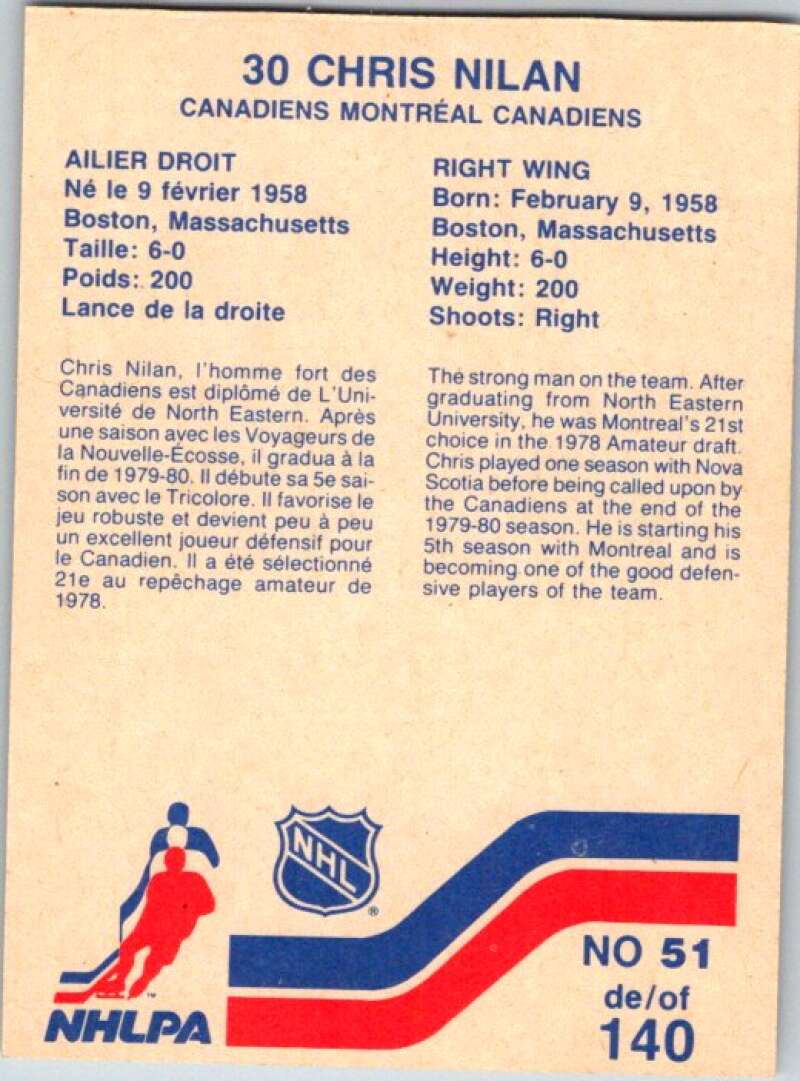 30 CHRIS NILAN
CANADIENS MONTRÉAL CANADIENS
AILIER DROIT
Né le 9 février 1958
Boston, Massachusetts
Taille: 6-0
Poids: 200
Lance de la droite
Chris Nilan, l'homme fort des
Canadiens est diplômé de L'Uni-
versité de North Eastern. Après
une saison avec les Voyageurs de
la Nouvelle-Écosse, il gradua à la
fin de 1979-80. Il débute sa 5e sai-
son avec le Tricolore. Il favorise le
jeu robuste et devient peu à peu
un excellent joueur défensif pour
le Canadien. Il a été sélectionné
21e au repêchage amateur de
1978.
RIGHT WING
Born: February 9, 1958
Boston, Massachusetts
Height: 6-0
Weight: 200
Shoots: Right
The strong man on the team. After
graduating from North Eastern
University, he was Montreal's 21st
choice in the 1978 Amateur draft.
Chris played one season with Nova
Scotia before being called upon by
the Canadiens at the end of the
1979-80 season. He is starting his
5th season with Montreal and is
becoming one of the good defen-
sive players of the team.
NHL
®
™
NHLPA
NO 51
de/of
140